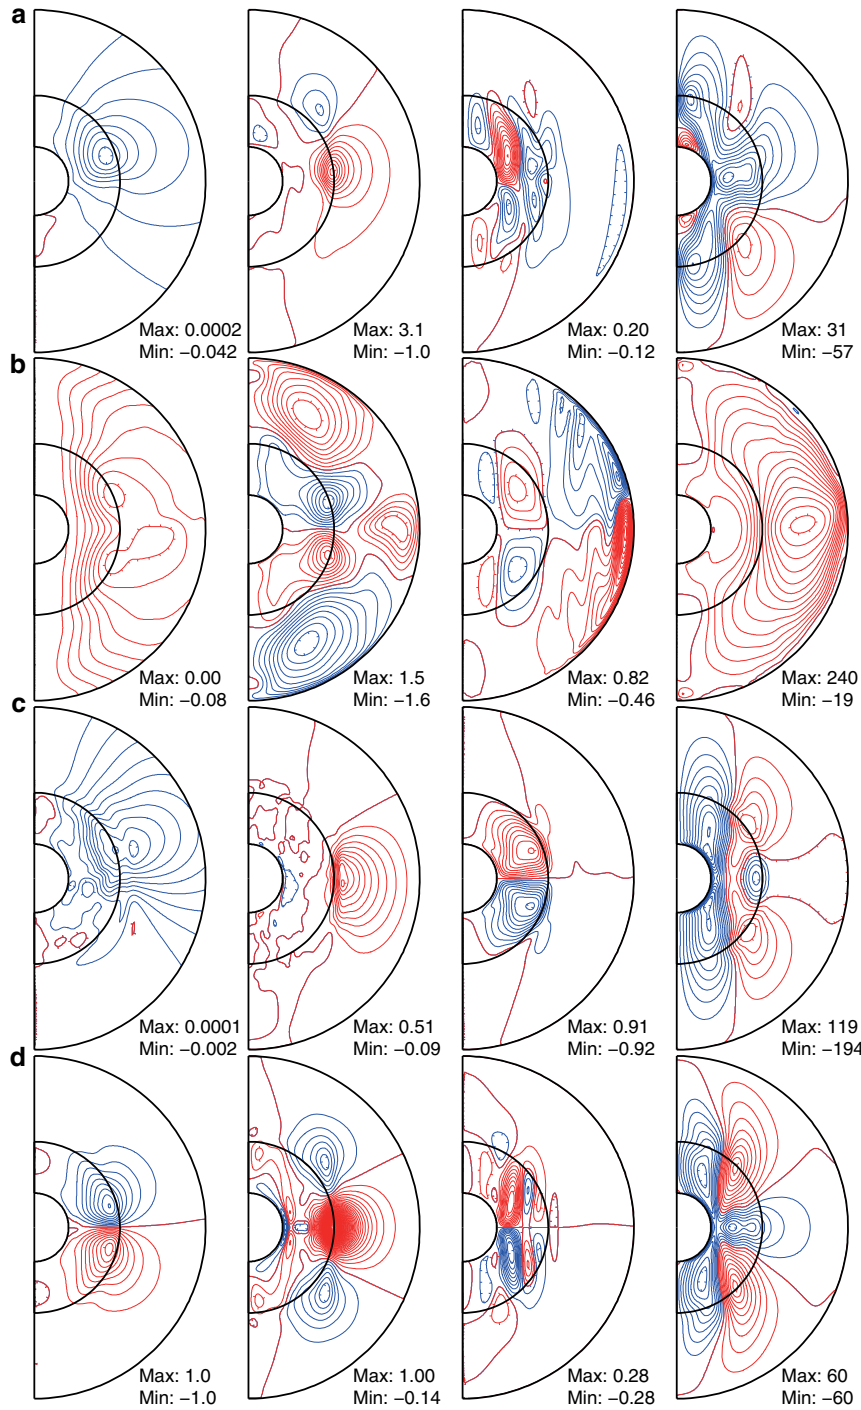 a
Max: 0.0002
Min: −0.042
Max: 3.1
Min: −1.0
Max: 0.20
Min: −0.12
Max: 31
Min: −57
b
Max: 0.00
Min: −0.08
Max: 1.5
Min: −1.6
Max: 0.82
Min: −0.46
Max: 240
Min: −19
c
Max: 0.0001
Min: −0.002
Max: 0.51
Min: −0.09
Max: 0.91
Min: −0.92
Max: 119
Min: −194
d
Max: 1.0
Min: −1.0
Max: 1.00
Min: −0.14
Max: 0.28
Min: −0.28
Max: 60
Min: −60